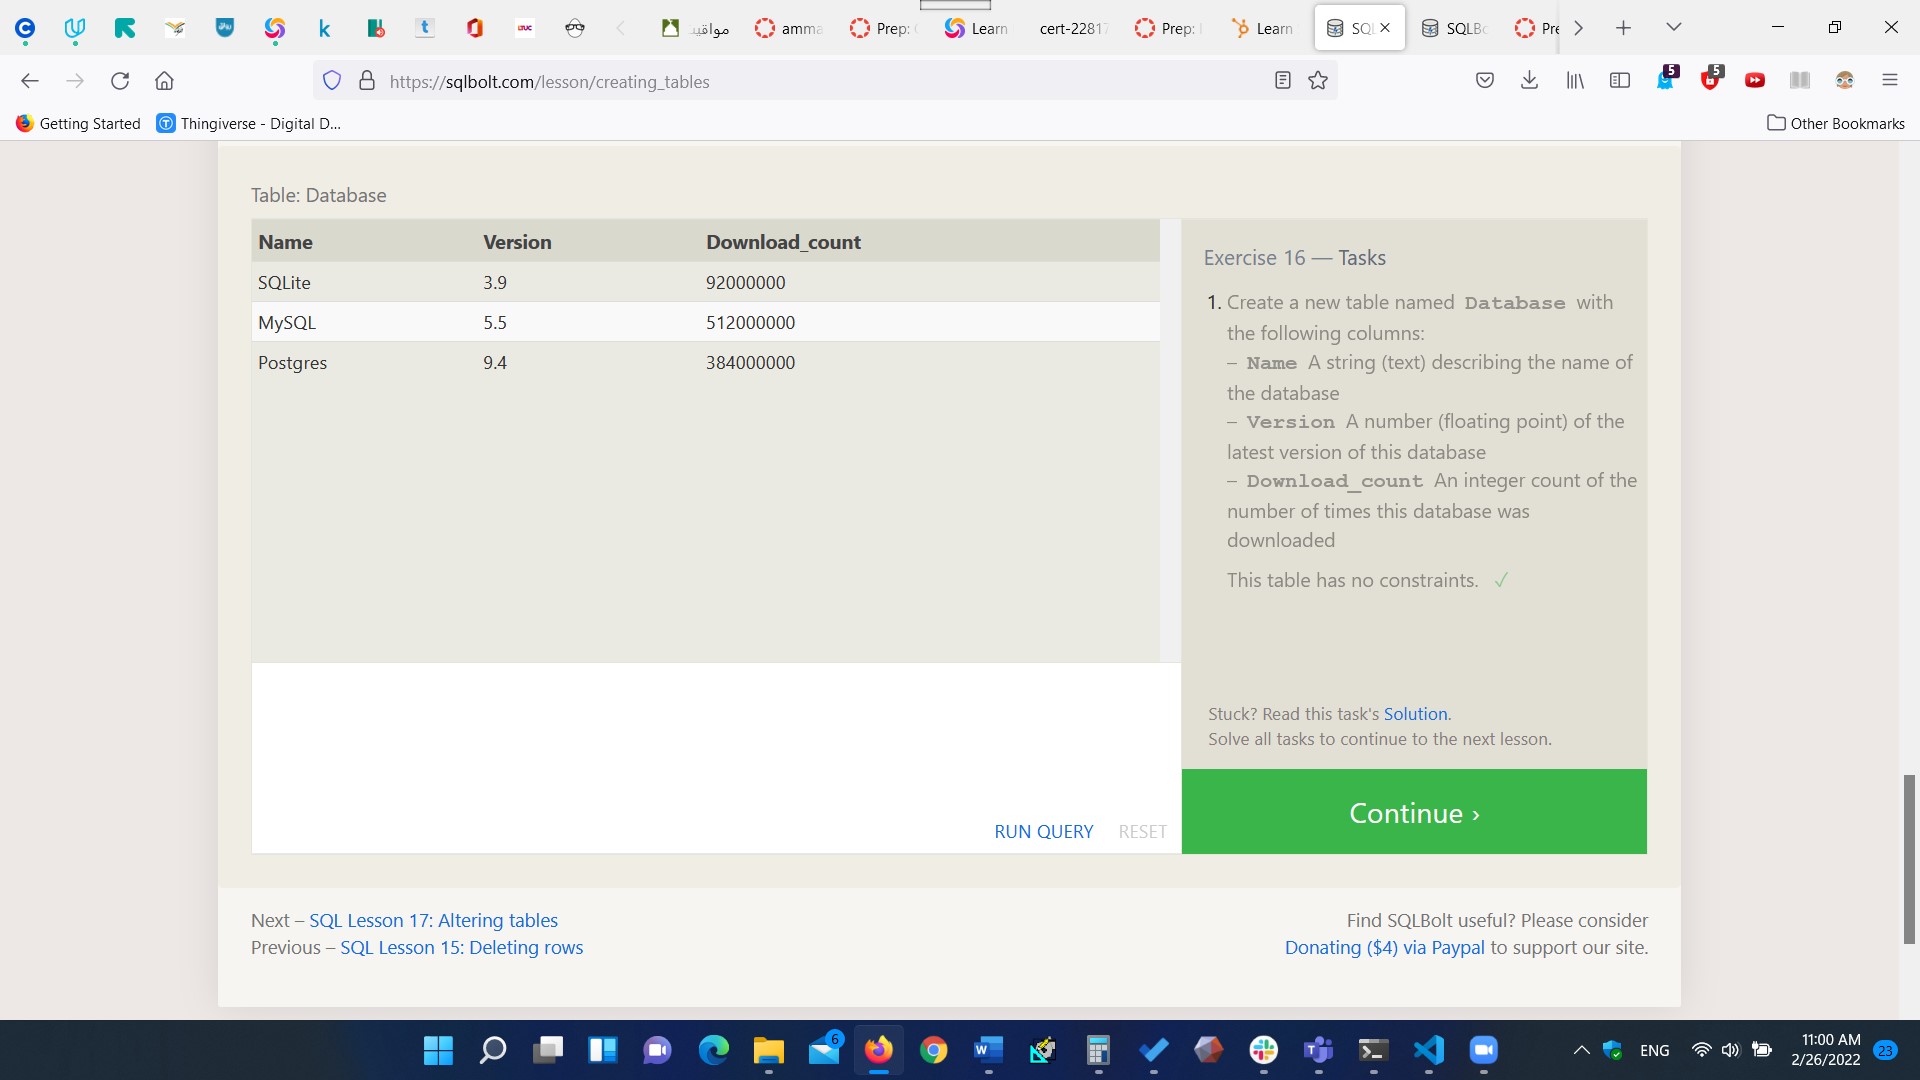 مواقيت
amma
Prep:
Learn
cert-22817
Prep:
Learn
SQL
SQLBo
Pre
https://sqlbolt.com/lesson/creating_tables
5
5
Getting Started
Thingiverse - Digital D...
Other Bookmarks
Table: Database
Name Version Download_count
SQLite 3.9 92000000
MySQL 5.5 512000000
Postgres 9.4 384000000
Exercise 16 — Tasks
1. Create a new table named Database with
the following columns:
– Name A string (text) describing the name of
the database
– Version A number (floating point) of the
latest version of this database
– Download_count An integer count of the
number of times this database was
downloaded
This table has no constraints. ✓
Stuck? Read this task's Solution.
Solve all tasks to continue to the next lesson.
RUN QUERY RESET
Continue ›
Next – SQL Lesson 17: Altering tables
Previous – SQL Lesson 15: Deleting rows
Find SQLBolt useful? Please consider
Donating ($4) via Paypal to support our site.
6
ENG
11:00 AM
2/26/2022
23